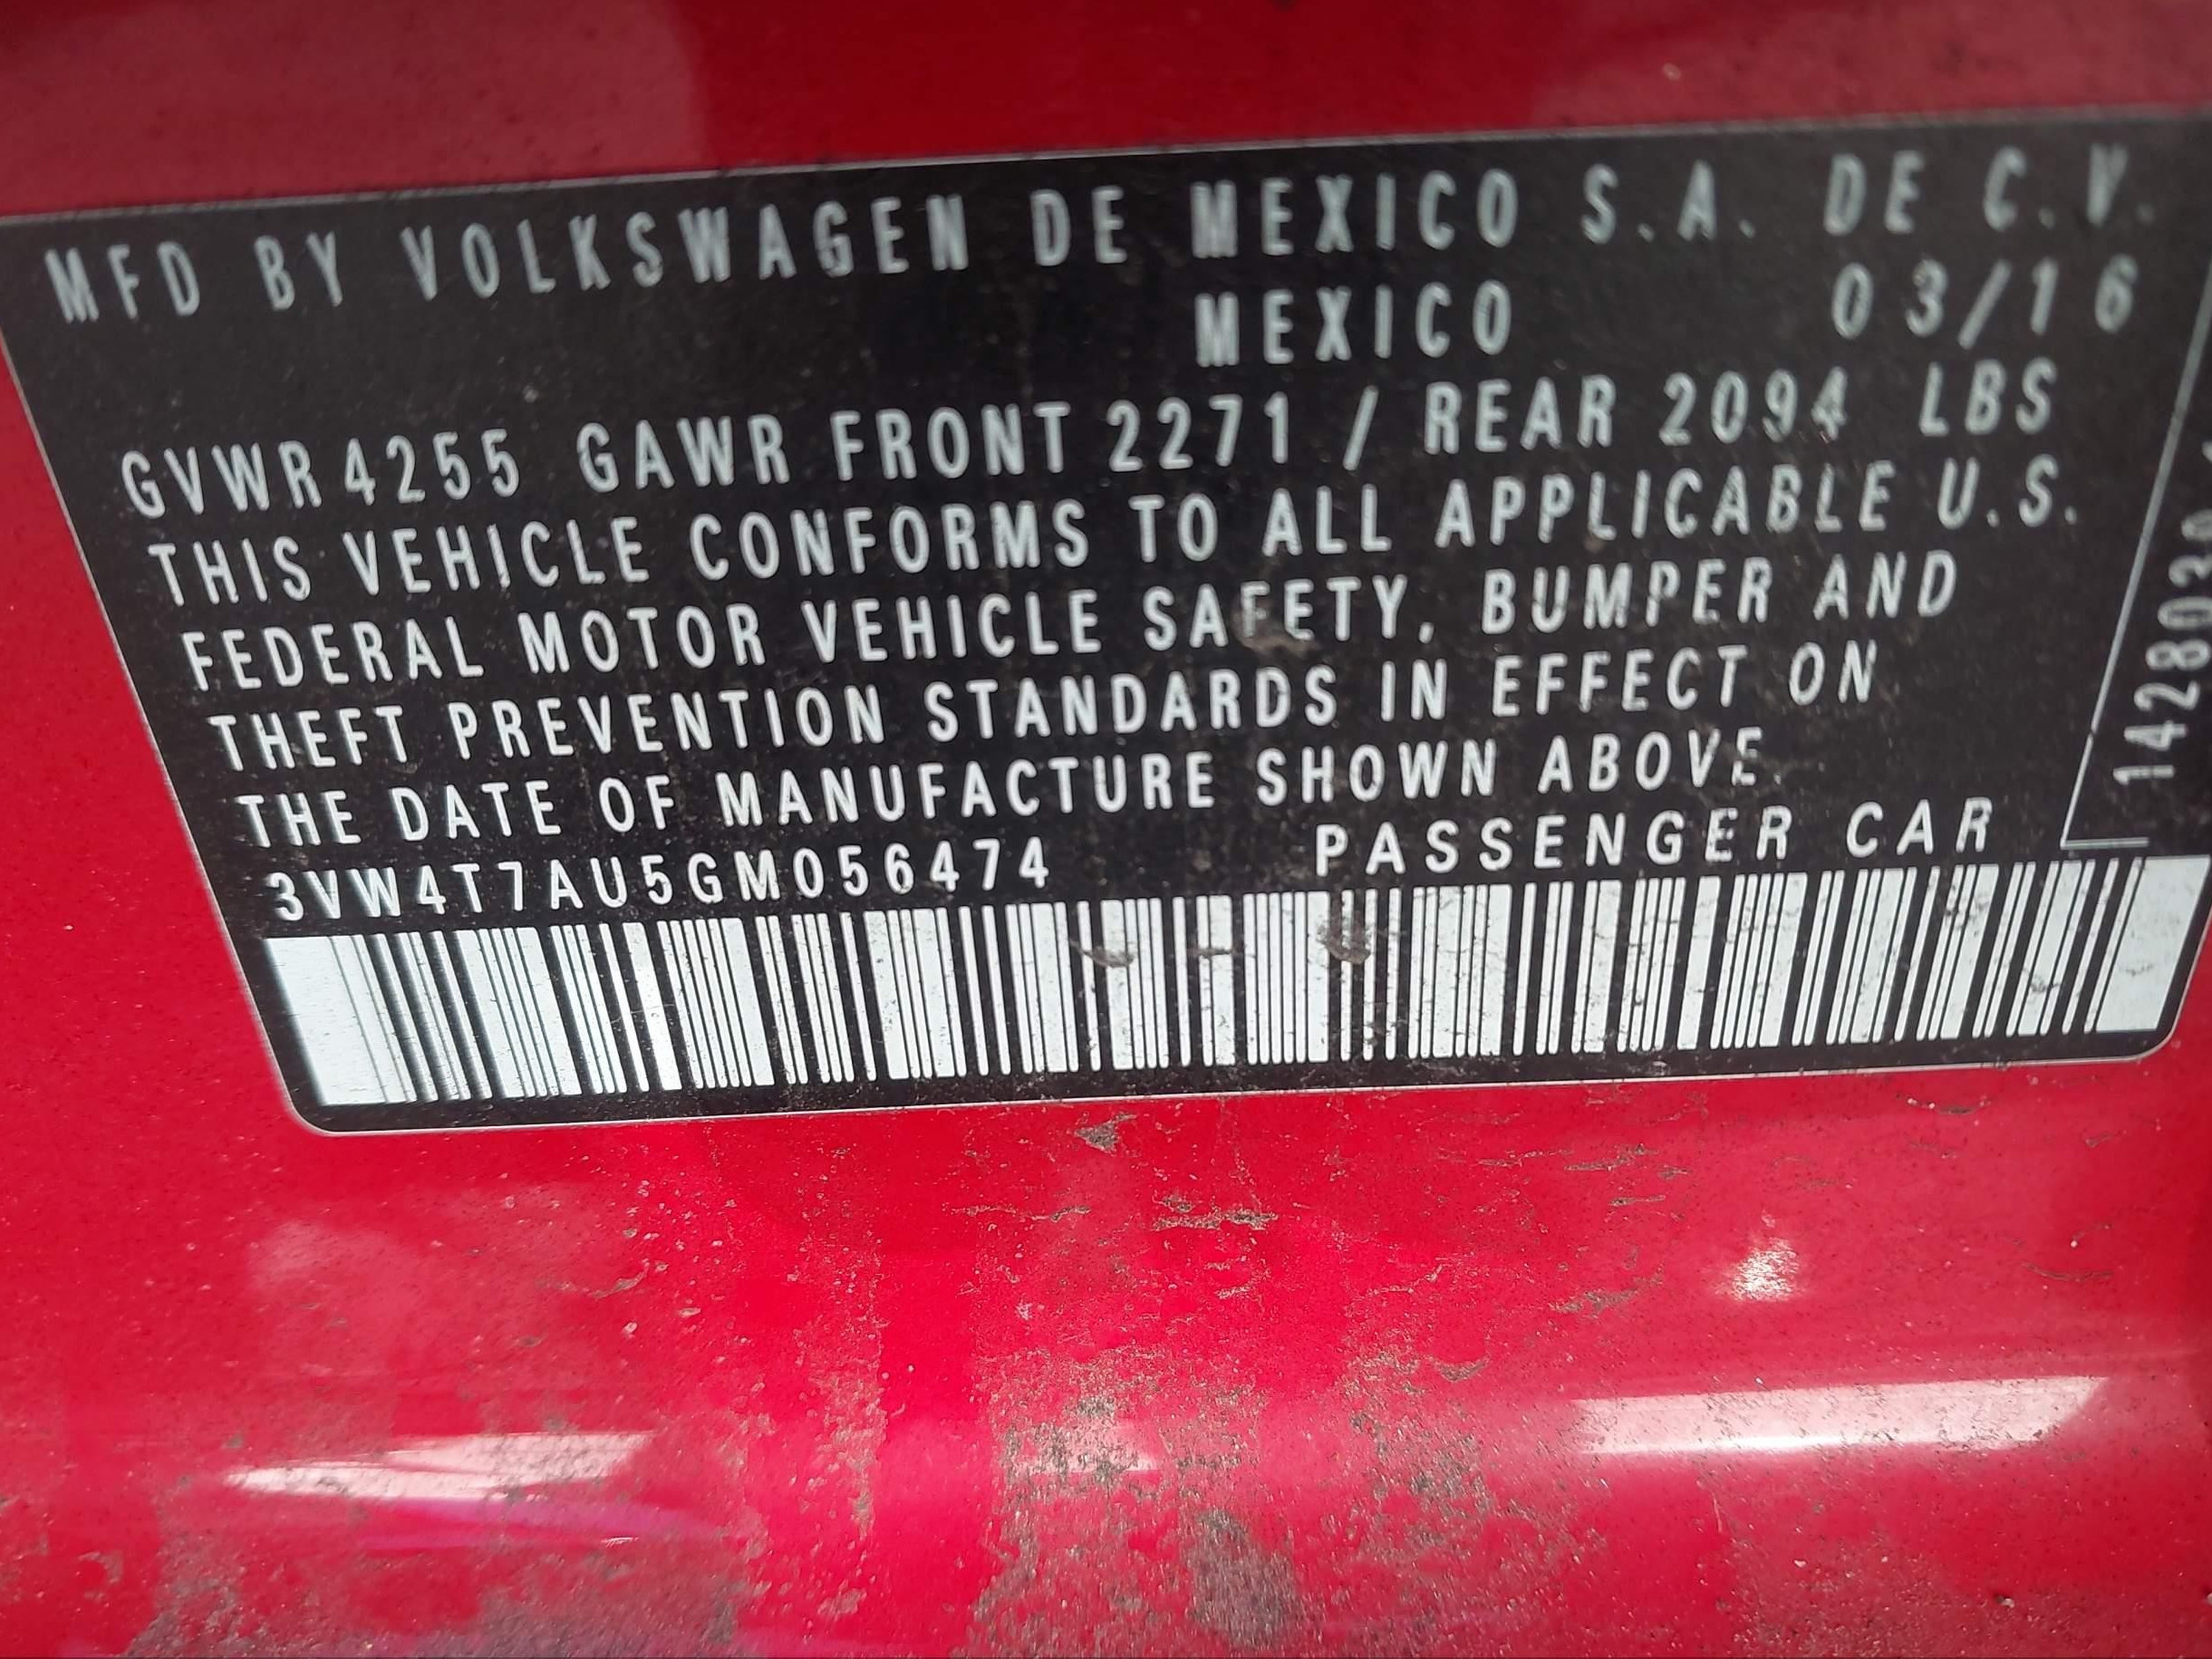 MFD BY VOLKSWAGEN DE MEXICO S.A. DE C.V.
MEXICO 03/16
GVWR 4255 GAWR FRONT 2271 / REAR 2094 LBS
THIS VEHICLE CONFORMS TO ALL APPLICABLE U.S.
FEDERAL MOTOR VEHICLE SAFETY, BUMPER AND
THEFT PREVENTION STANDARDS IN EFFECT ON
THE DATE OF MANUFACTURE SHOWN ABOVE.
3VW4T7AU5GM056474 PASSENGER CAR